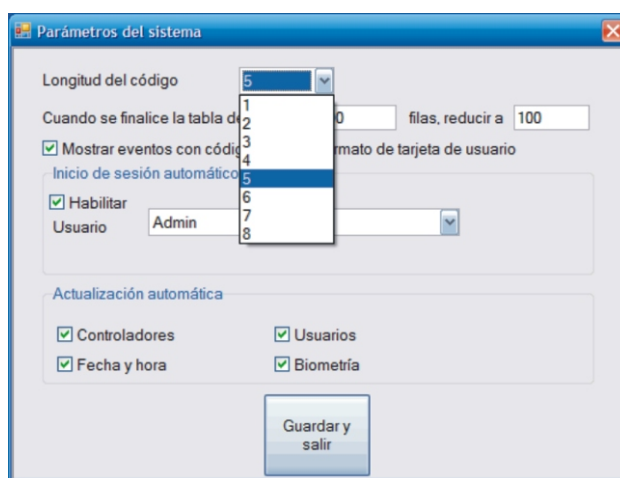 Parámetros del sistema
Longitud del código 5
1
2
3
4
5
6
7
8
Cuando se finalice la tabla de 0 filas, reducir a 100
Mostrar eventos con códig rmato de tarjeta de usuario
Inicio de sesión automático
Habilitar
Usuario Admin
Actualización automática
Controladores Usuarios
Fecha y hora Biometría
Guardar y
salir